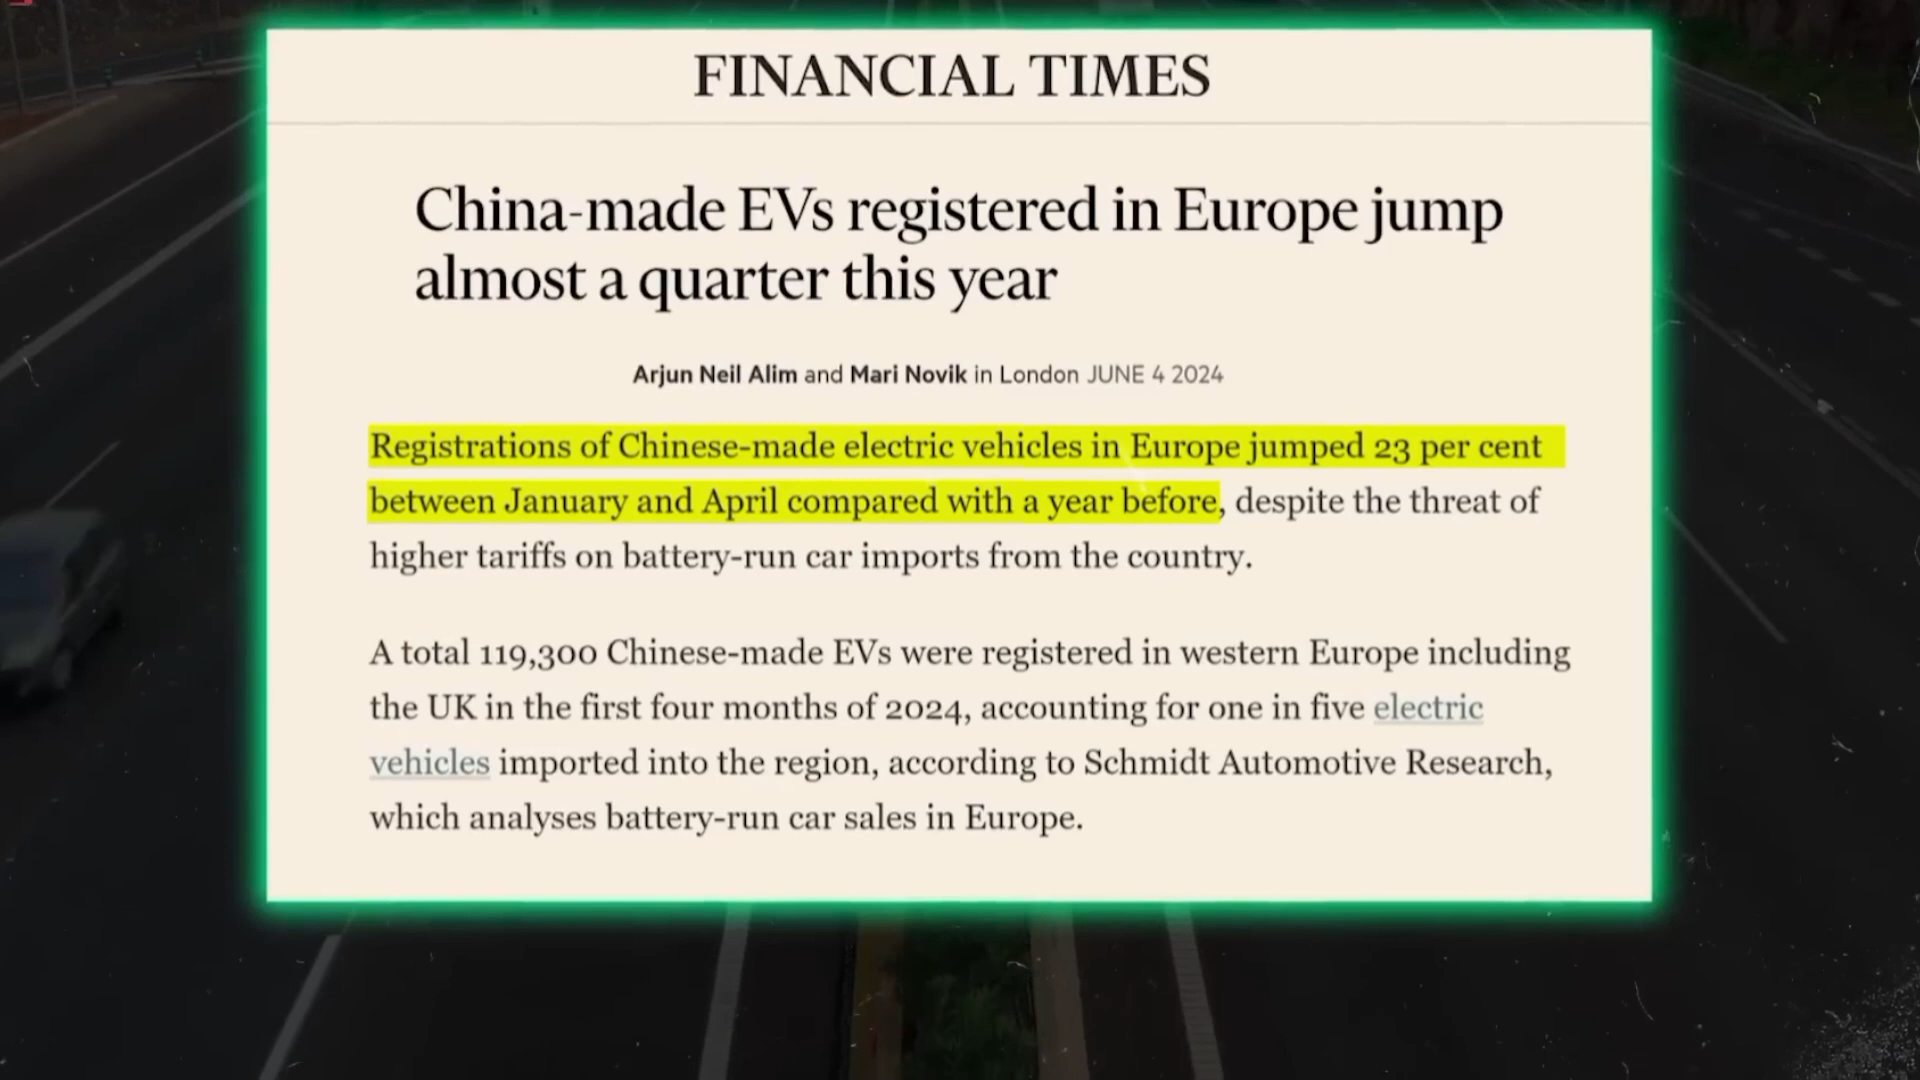 FINANCIAL TIMES
China-made EVs registered in Europe jump
almost a quarter this year
Arjun Neil Alim and Mari Novik in London JUNE 4 2024
Registrations of Chinese-made electric vehicles in Europe jumped 23 per cent
between January and April compared with a year before, despite the threat of
higher tariffs on battery-run car imports from the country.
A total 119,300 Chinese-made EVs were registered in western Europe including
the UK in the first four months of 2024, accounting for one in five electric
vehicles imported into the region, according to Schmidt Automotive Research,
which analyses battery-run car sales in Europe.